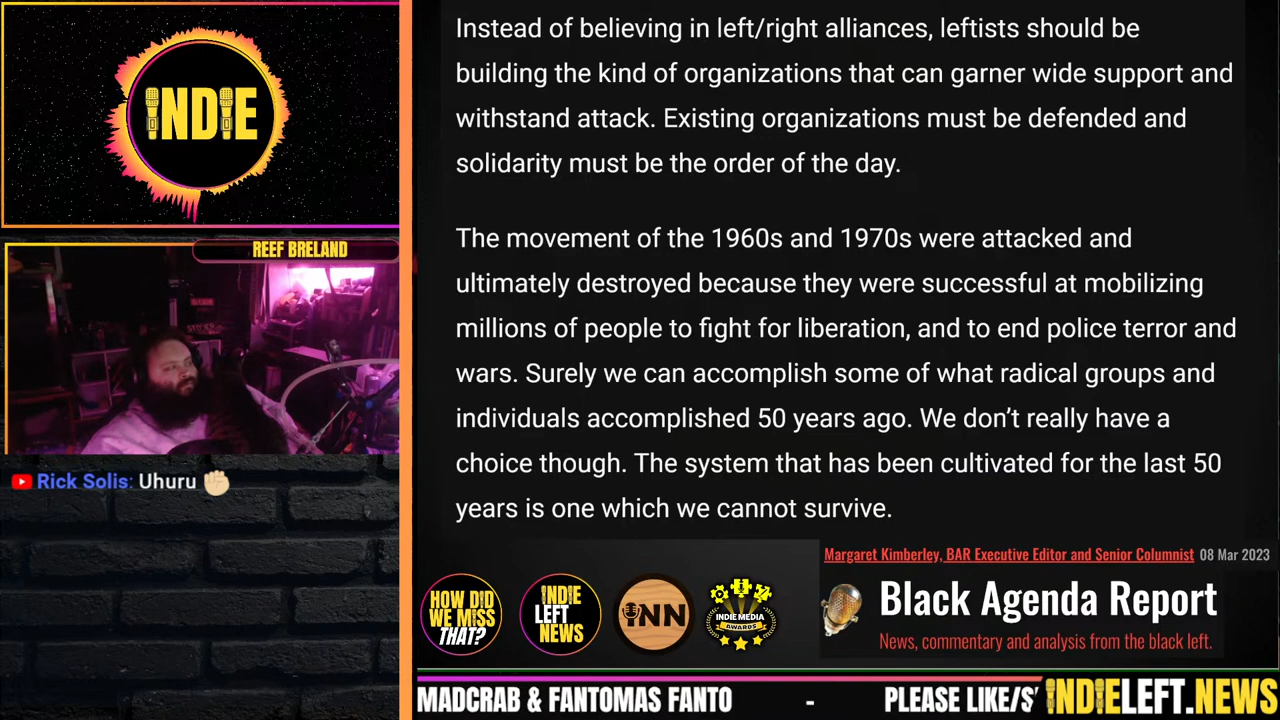 INDIE
REEF BRELAND
Rick Solis: Uhuru ✊🏼
Instead of believing in left/right alliances, leftists should be
building the kind of organizations that can garner wide support and
withstand attack. Existing organizations must be defended and
solidarity must be the order of the day.
The movement of the 1960s and 1970s were attacked and
ultimately destroyed because they were successful at mobilizing
millions of people to fight for liberation, and to end police terror and
wars. Surely we can accomplish some of what radical groups and
individuals accomplished 50 years ago. We don’t really have a
choice though. The system that has been cultivated for the last 50
years is one which we cannot survive.
Margaret Kimberley, BAR Executive Editor and Senior Columnist 08 Mar 2023
Black Agenda Report
News, commentary and analysis from the black left.
HOW DID
WE MISS
THAT?
INDIE
LEFT
NEWS
INN
INDIE MEDIA
AWARDS
MADCRAB & FANTOMAS FANTO - PLEASE LIKE/S
INDIELEFT.NEWS